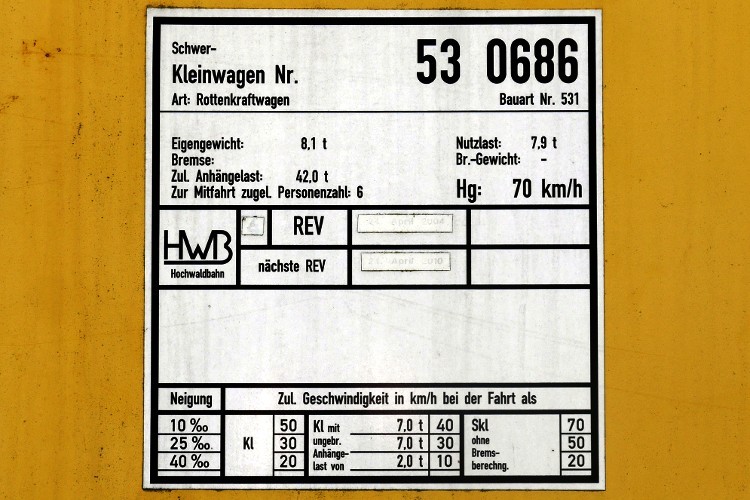 Schwer-
Kleinwagen Nr. 53 0686
Art: Rottenkraftwagen Bauart Nr. 531
Eigengewicht: 8,1 t Nutzlast: 7,9 t
Bremse: Br.-Gewicht: -
Zul. Anhängelast: 42,0 t
Zur Mitfahrt zugel. Personenzahl: 6 Hg: 70 km/h
HWB
Hochwaldbahn
REV
nächste REV April 2010
Neigung Zul. Geschwindigkeit in km/h bei der Fahrt als
10 ‰ 50 Kl mit 7,0 t 40 Skl 70
25 ‰ Kl 30 ungebr. 7,0 t 30 ohne 50
40 ‰ 20 Anhänge- 2,0 t 10 Brems- 20
last von berechng.